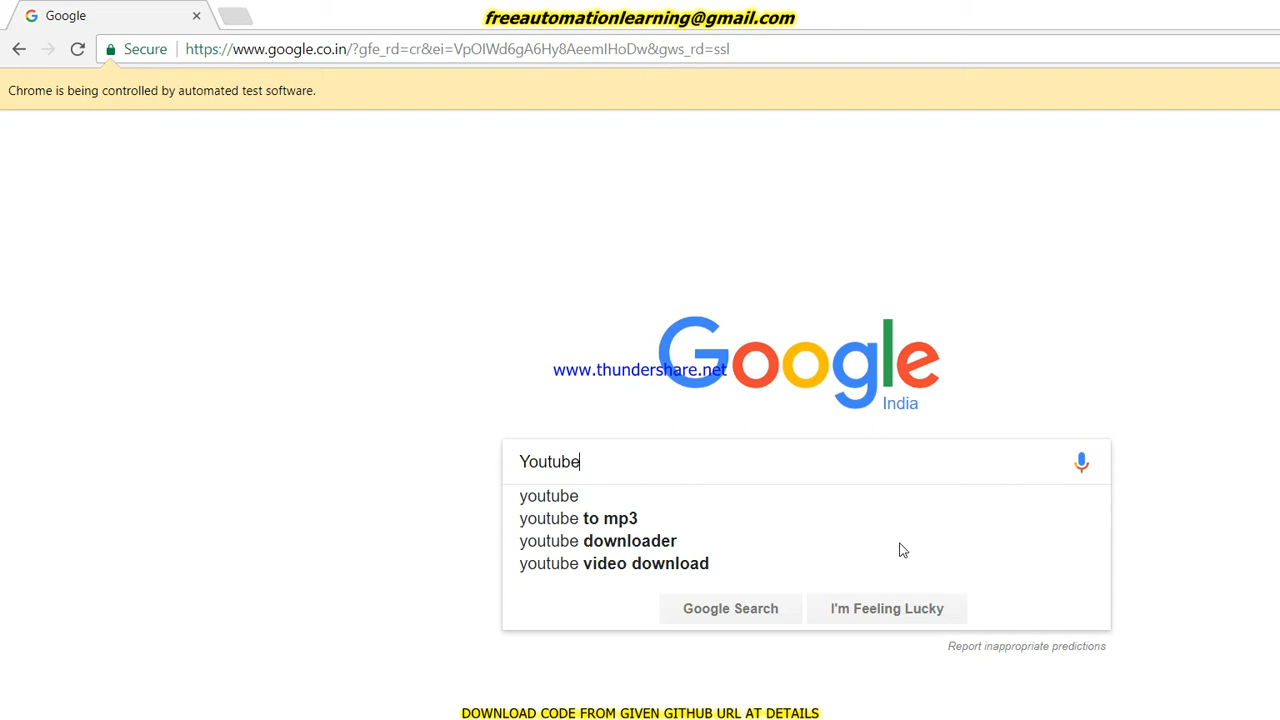 freeautomationlearning@gmail.com
Google
Secure https://www.google.co.in/?gfe_rd=cr&ei=VpOIWd6gA6Hy8AeemIHoDw&gws_rd=ssl
Chrome is being controlled by automated test software.
Google
www.thundershare.net
India
Youtube
youtube
youtube to mp3
youtube downloader
youtube video download
Google Search I'm Feeling Lucky
Report inappropriate predictions
DOWNLOAD CODE FROM GIVEN GITHUB URL AT DETAILS